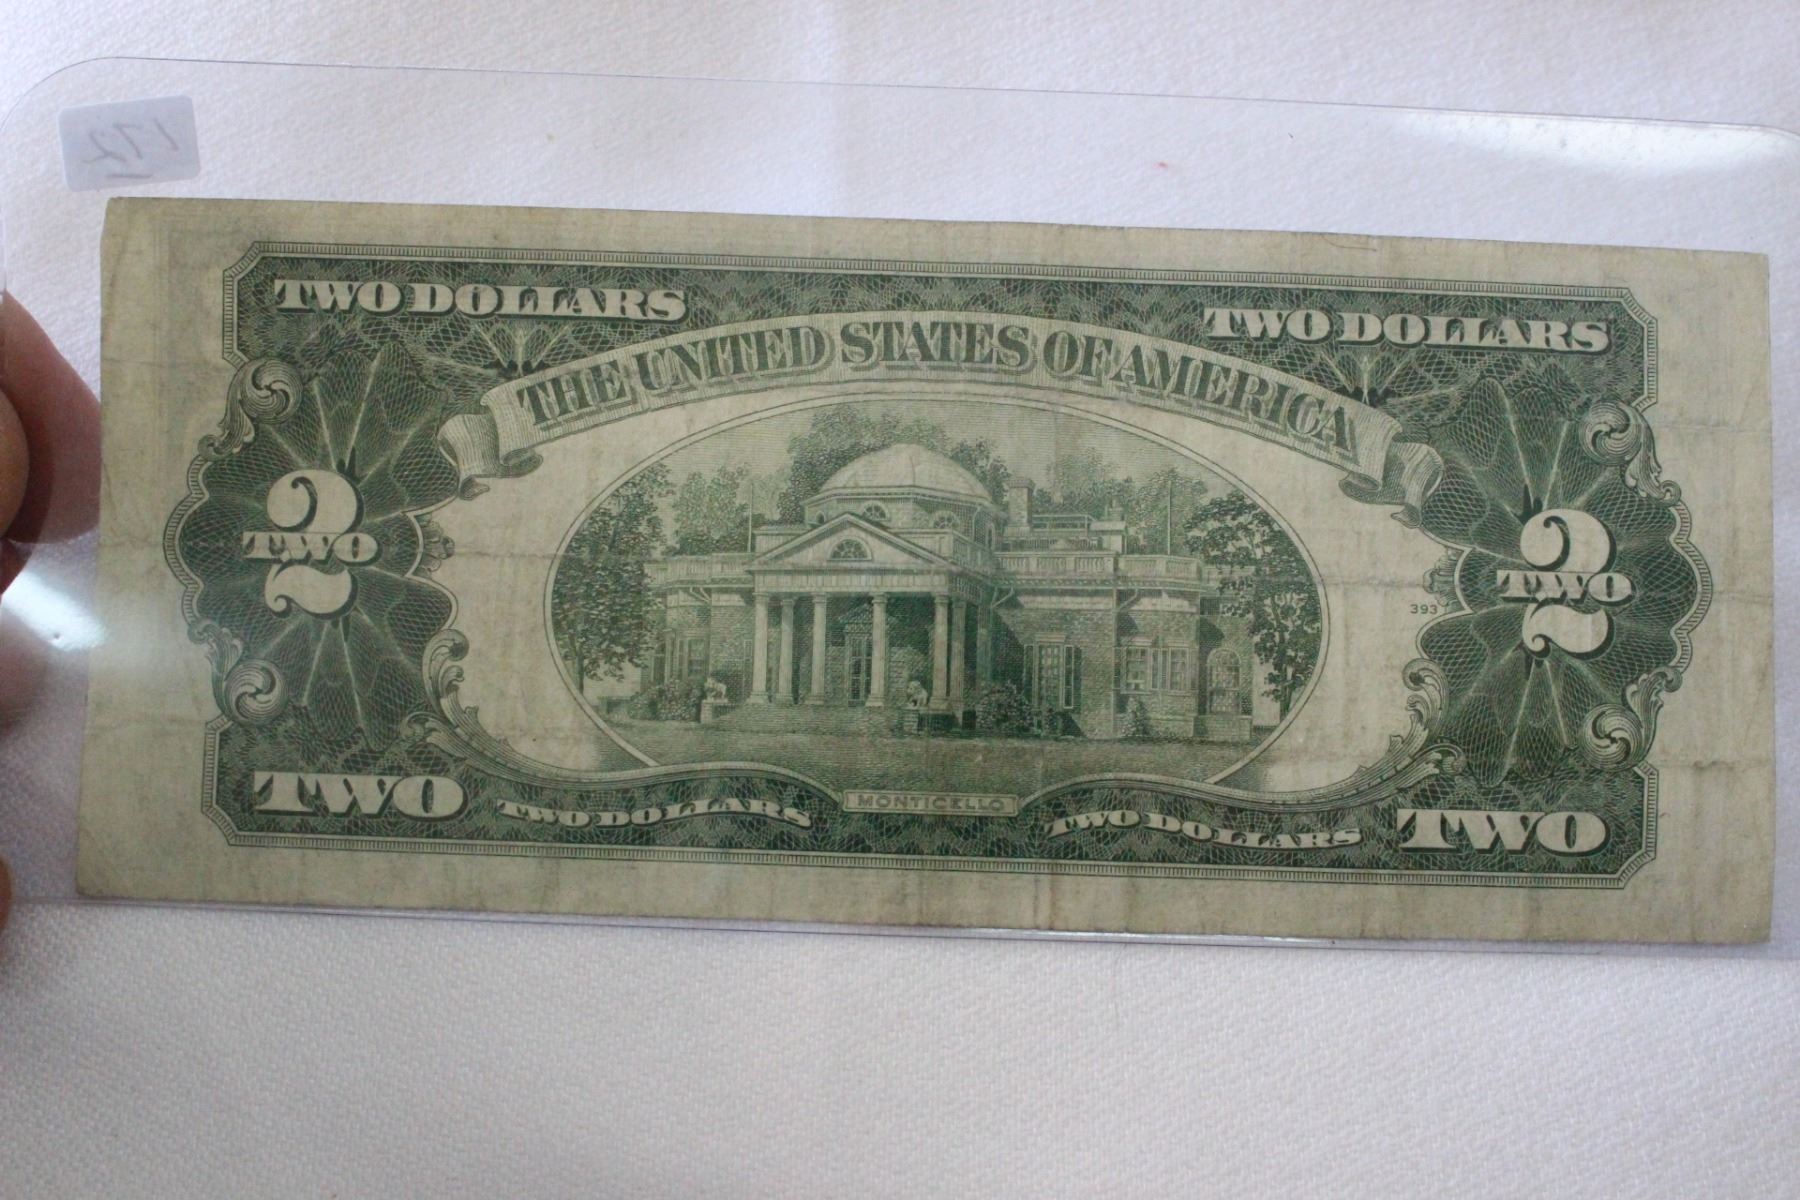 172
TWO DOLLARS
TWO DOLLARS
THE UNITED STATES OF AMERICA
2
TWO
2
TWO
393
TWO
TWO DOLLARS
MONTICELLO
TWO DOLLARS
TWO